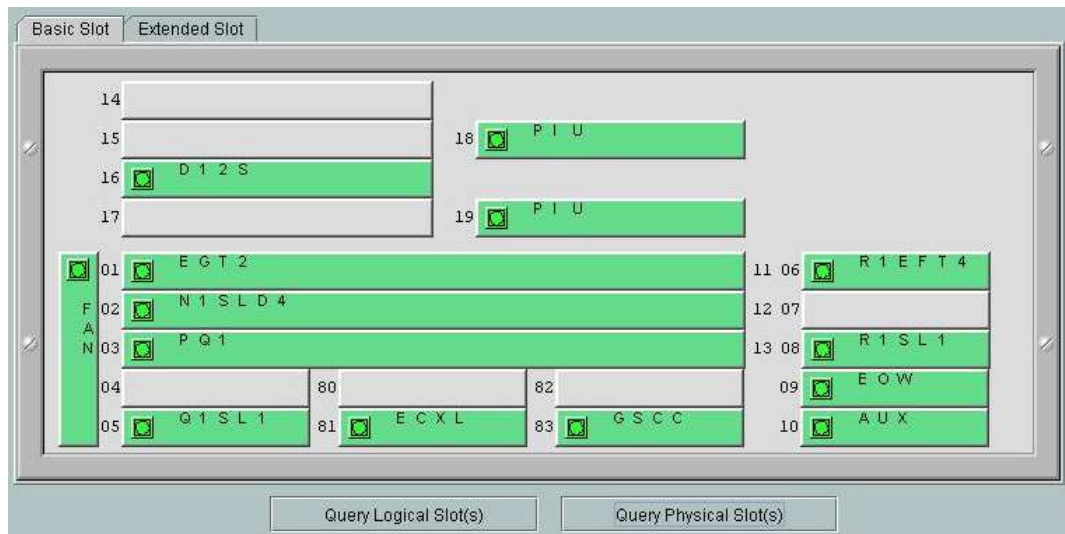 Basic Slot Extended Slot
14
15 18 PIU
16 D12S
17 19 PIU
01 EGT2 11 06 R1EFT4
FAN 02 N1SLD4 12 07
03 PQ1 13 08 R1SL1
04 80 82 09 EOW
05 Q1SL1 81 ECXL 83 GSCC 10 AUX
Query Logical Slot(s) Query Physical Slot(s)